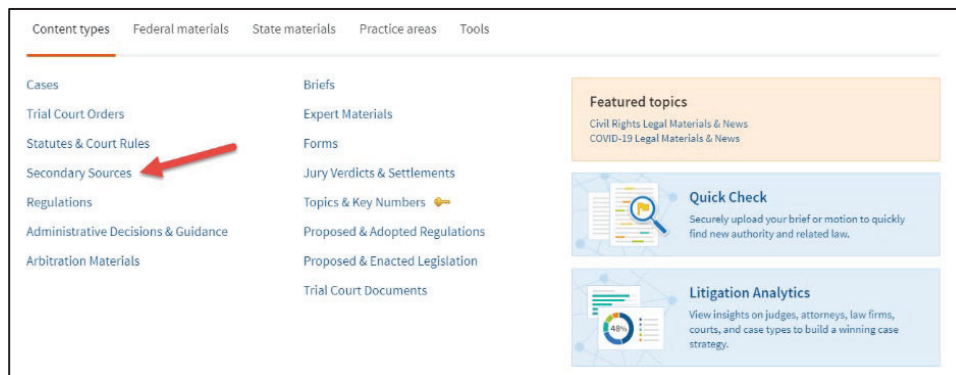 Content types
Federal materials
State materials
Practice areas
Tools
Cases
Trial Court Orders
Statutes & Court Rules
Secondary Sources
Regulations
Administrative Decisions & Guidance
Arbitration Materials
Briefs
Expert Materials
Forms
Jury Verdicts & Settlements
Topics & Key Numbers
Proposed & Adopted Regulations
Proposed & Enacted Legislation
Trial Court Documents
Featured topics
Civil Rights Legal Materials & News
COVID-19 Legal Materials & News
Quick Check
Securely upload your brief or motion to quickly
find new authority and related law.
Litigation Analytics
View insights on judges, attorneys, law firms,
courts, and case types to build a winning case
strategy.
48%